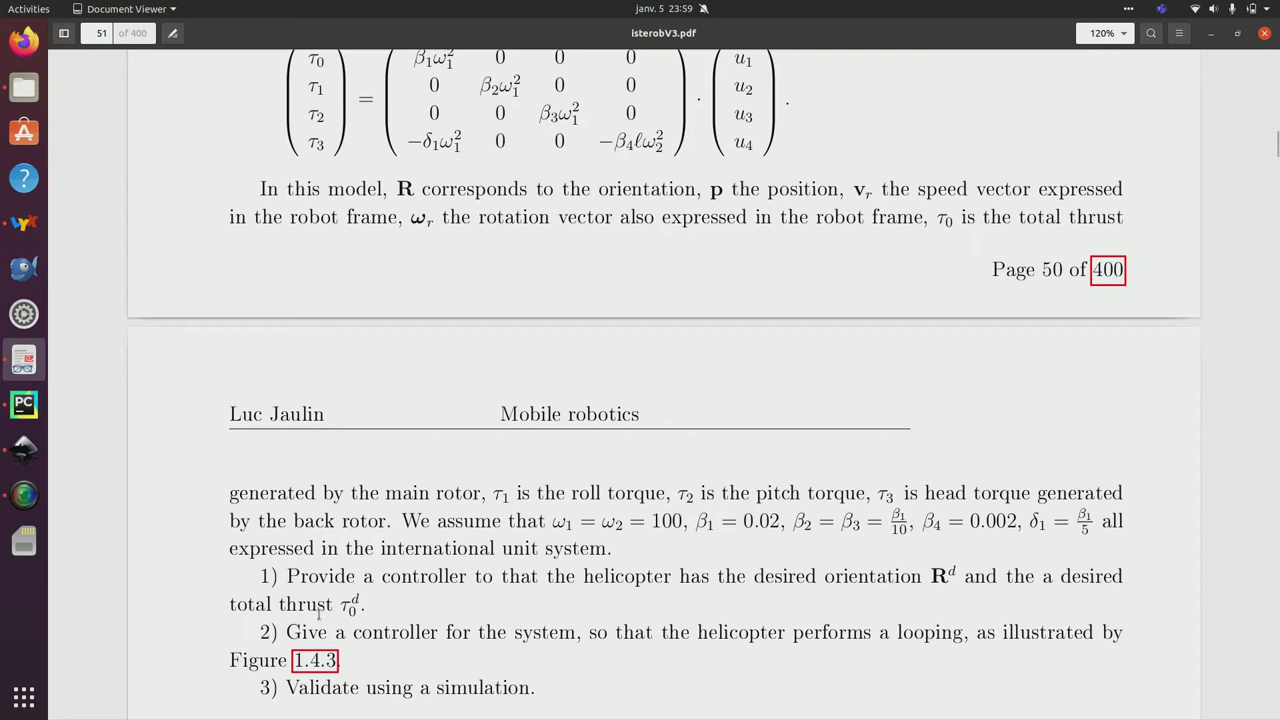 Activities Document Viewer janv. 5 23:59
51 of 400 isterobV3.pdf 120%
τ0 β1ω1² 0 0 0 u1
τ1 0 β2ω1² 0 0 u2
τ2 = 0 0 β3ω1² 0 · u3 .
τ3 −δ1ω1² 0 0 −β4ℓω2² u4
In this model, R corresponds to the orientation, p the position, vr the speed vector expressed
in the robot frame, ωr the rotation vector also expressed in the robot frame, τ0 is the total thrust
Page 50 of 400
Luc Jaulin Mobile robotics
generated by the main rotor, τ1 is the roll torque, τ2 is the pitch torque, τ3 is head torque generated
by the back rotor. We assume that ω1 = ω2 = 100, β1 = 0.02, β2 = β3 = β1/10, β4 = 0.002, δ1 = β1/5 all
expressed in the international unit system.
1) Provide a controller to that the helicopter has the desired orientation R^d and the a desired
total thrust τ0^d.
2) Give a controller for the system, so that the helicopter performs a looping, as illustrated by
Figure 1.4.3.
3) Validate using a simulation.